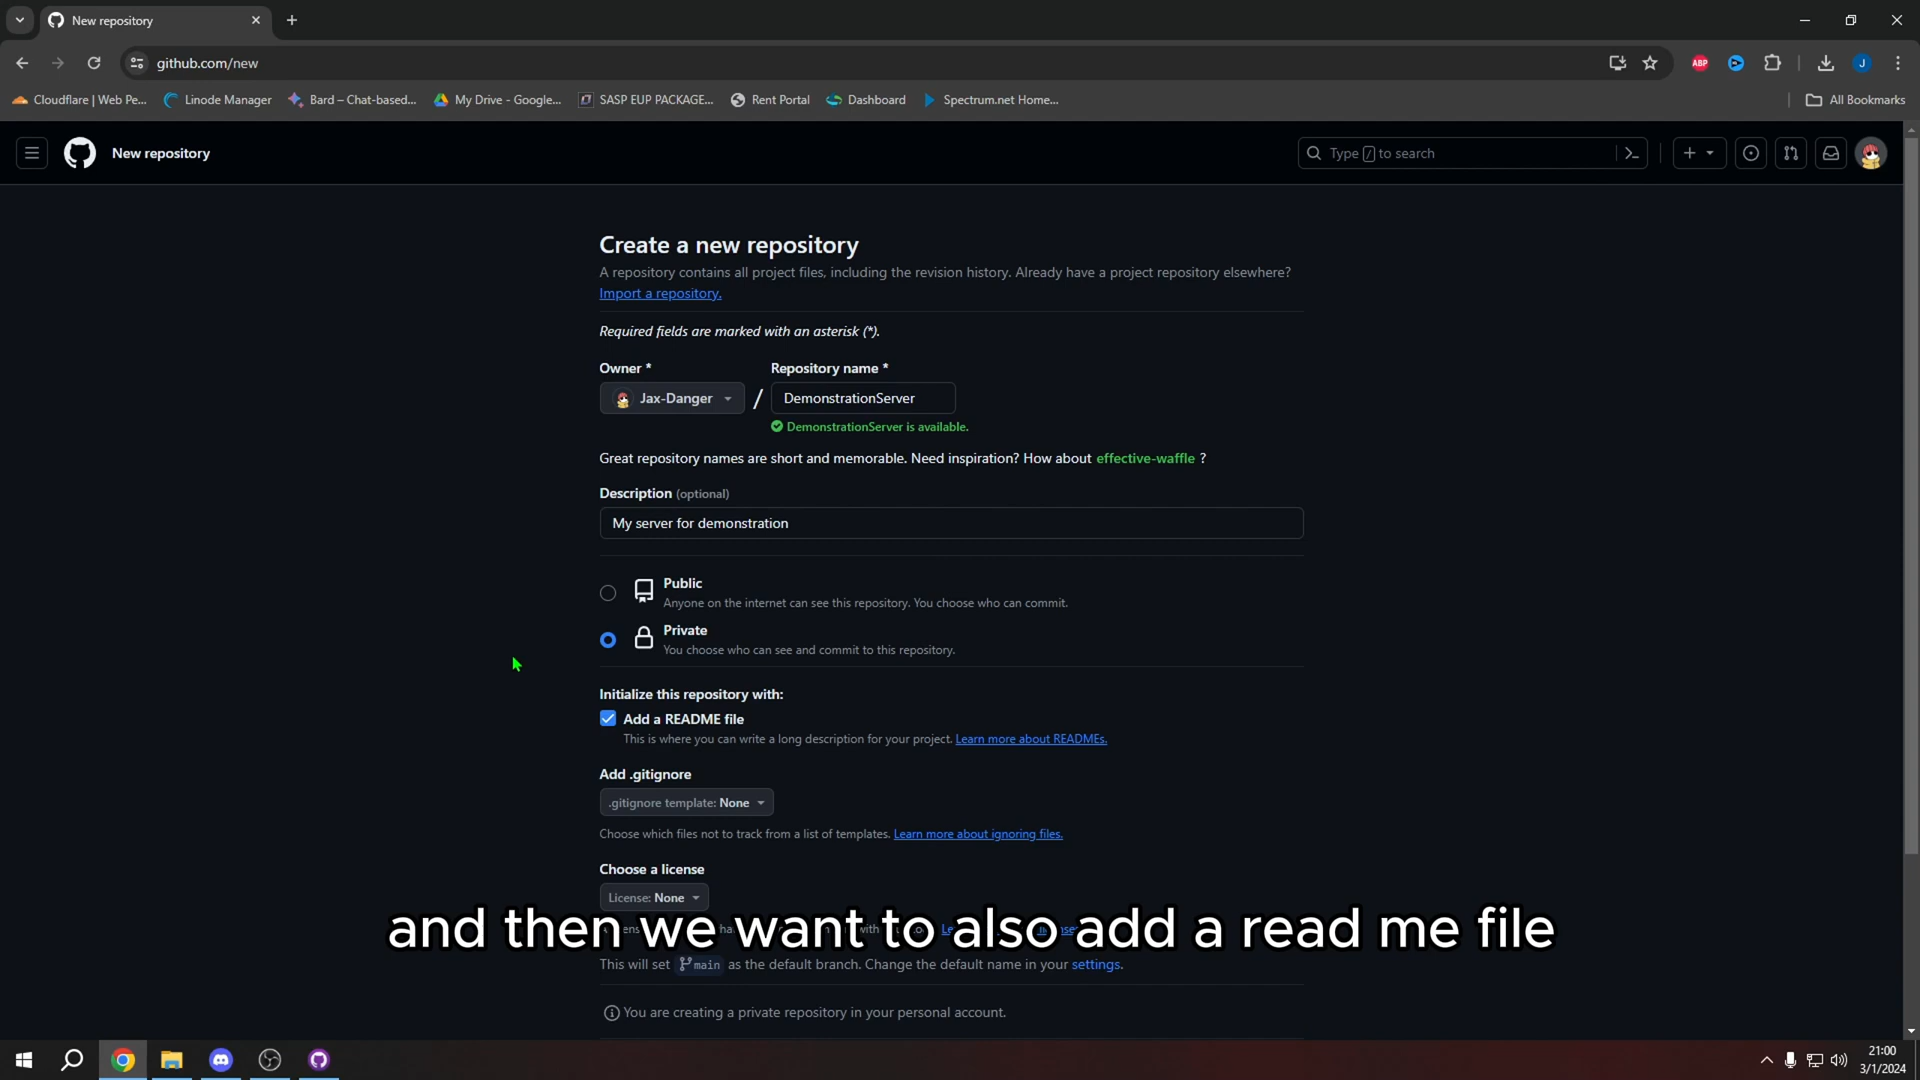 New repository
github.com/new
ABP
J
Cloudflare | Web Pe...
Linode Manager
Bard – Chat-based...
My Drive - Google...
SASP EUP PACKAGE...
Rent Portal
Dashboard
Spectrum.net Home...
All Bookmarks
New repository
Type / to search
Create a new repository
A repository contains all project files, including the revision history. Already have a project repository elsewhere?
Import a repository.
Required fields are marked with an asterisk (*).
Owner *
Repository name *
Jax-Danger
/
DemonstrationServer
DemonstrationServer is available.
Great repository names are short and memorable. Need inspiration? How about effective-waffle ?
Description (optional)
My server for demonstration
Public
Anyone on the internet can see this repository. You choose who can commit.
Private
You choose who can see and commit to this repository.
Initialize this repository with:
Add a README file
This is where you can write a long description for your project. Learn more about READMEs.
Add .gitignore
.gitignore template: None
Choose which files not to track from a list of templates. Learn more about ignoring files.
Choose a license
License: None
and then we want to also add a read me file
This will set main as the default branch. Change the default name in your settings.
You are creating a private repository in your personal account.
21:00
3/1/2024